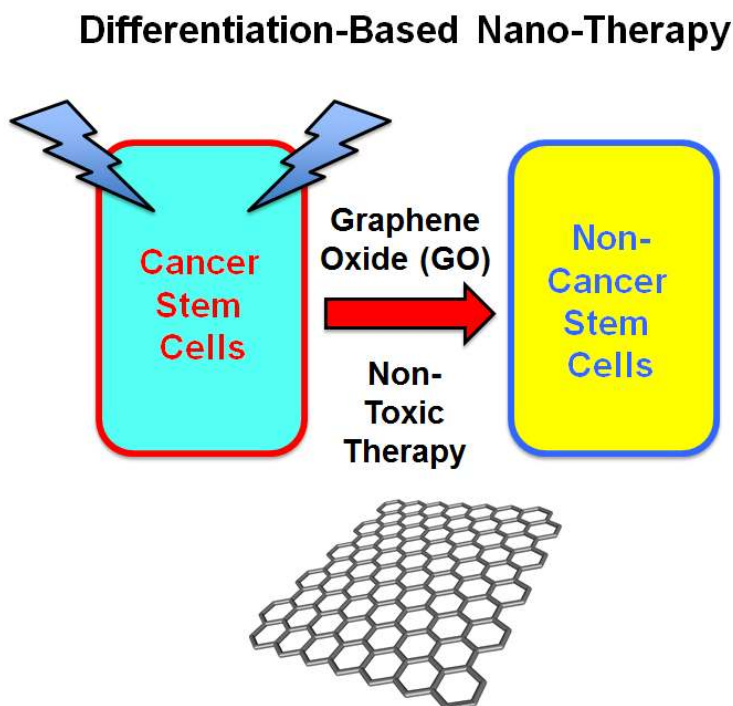 Differentiation-Based Nano-Therapy
Cancer
Stem
Cells
Graphene
Oxide (GO)
Non-
Toxic
Therapy
Non-
Cancer
Stem
Cells